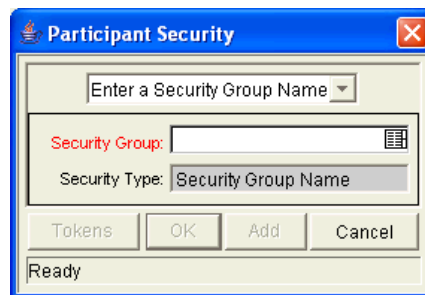 Participant Security
Enter a Security Group Name
Security Group:
Security Type: Security Group Name
Tokens OK Add Cancel
Ready